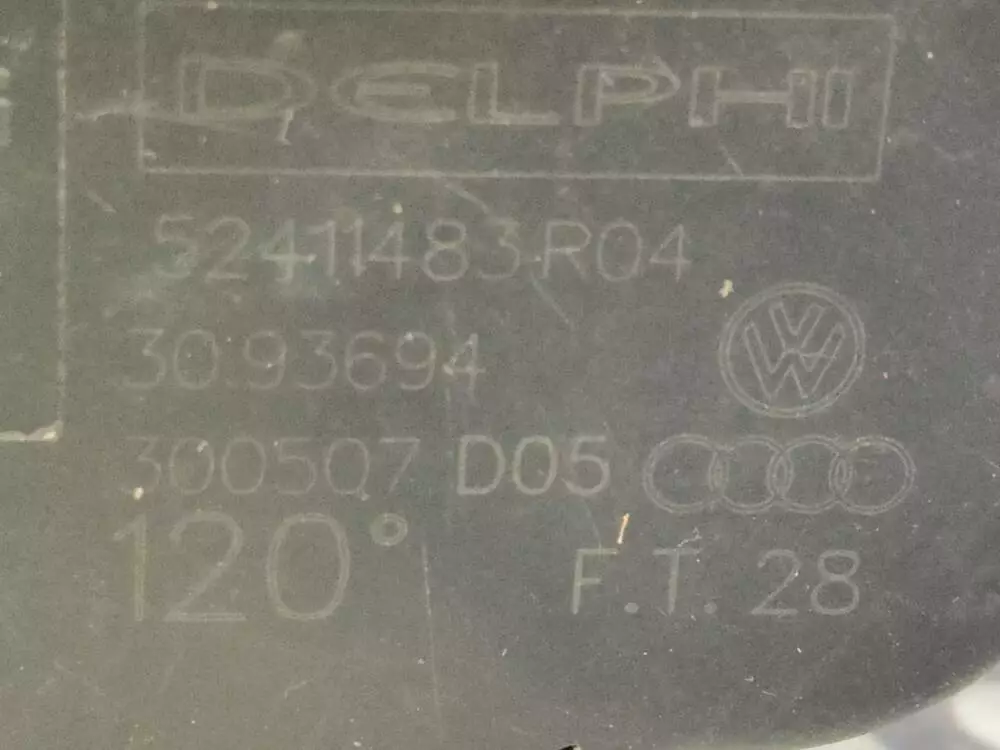 DELPHI
52411483R04
30.93694
300507 D05
120° F.T. 28